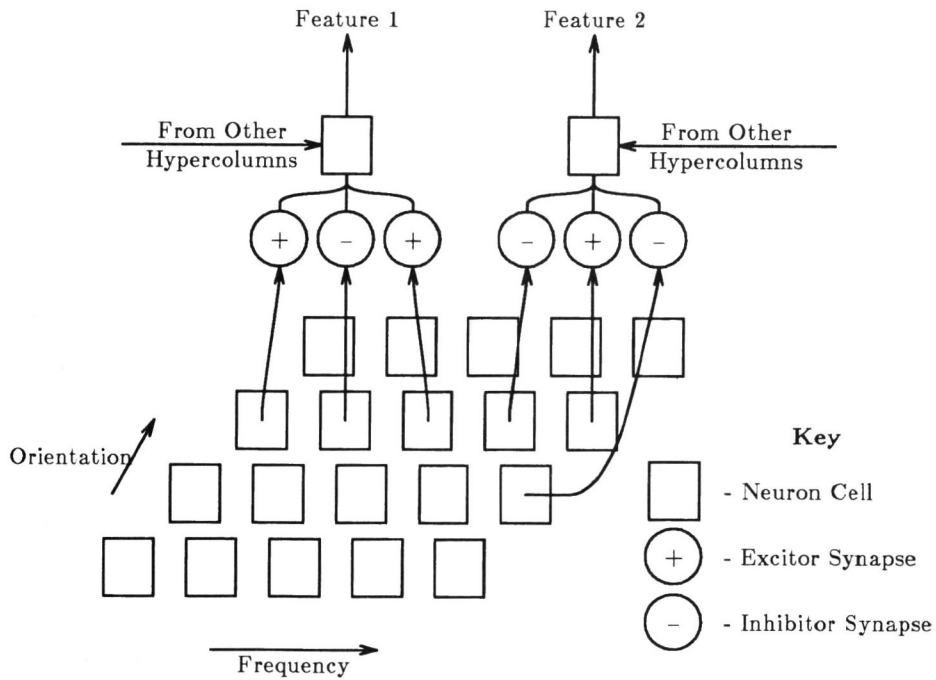 Feature 1
Feature 2
From Other
Hypercolumns
From Other
Hypercolumns
+
−
+
−
+
−
Orientation
Key
- Neuron Cell
+
- Excitor Synapse
−
- Inhibitor Synapse
Frequency